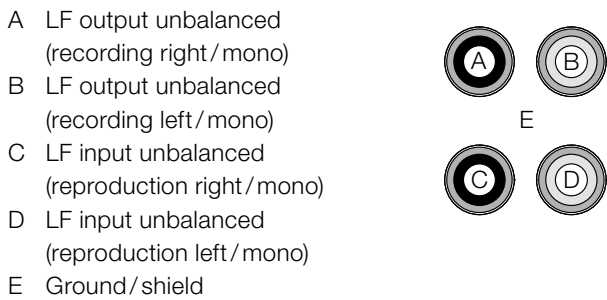 A LF output unbalanced
(recording right/mono)
B LF output unbalanced
(recording left/mono)
C LF input unbalanced
(reproduction right/mono)
D LF input unbalanced
(reproduction left/mono)
E Ground/shield
A B
E
C D